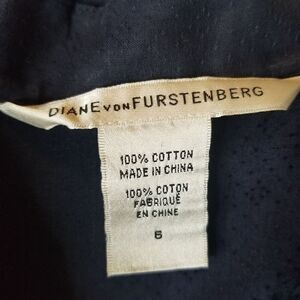 DIANE VON FURSTENBERG
100% COTTON
MADE IN CHINA
100% COTON
FABRIQUÉ
EN CHINE
6